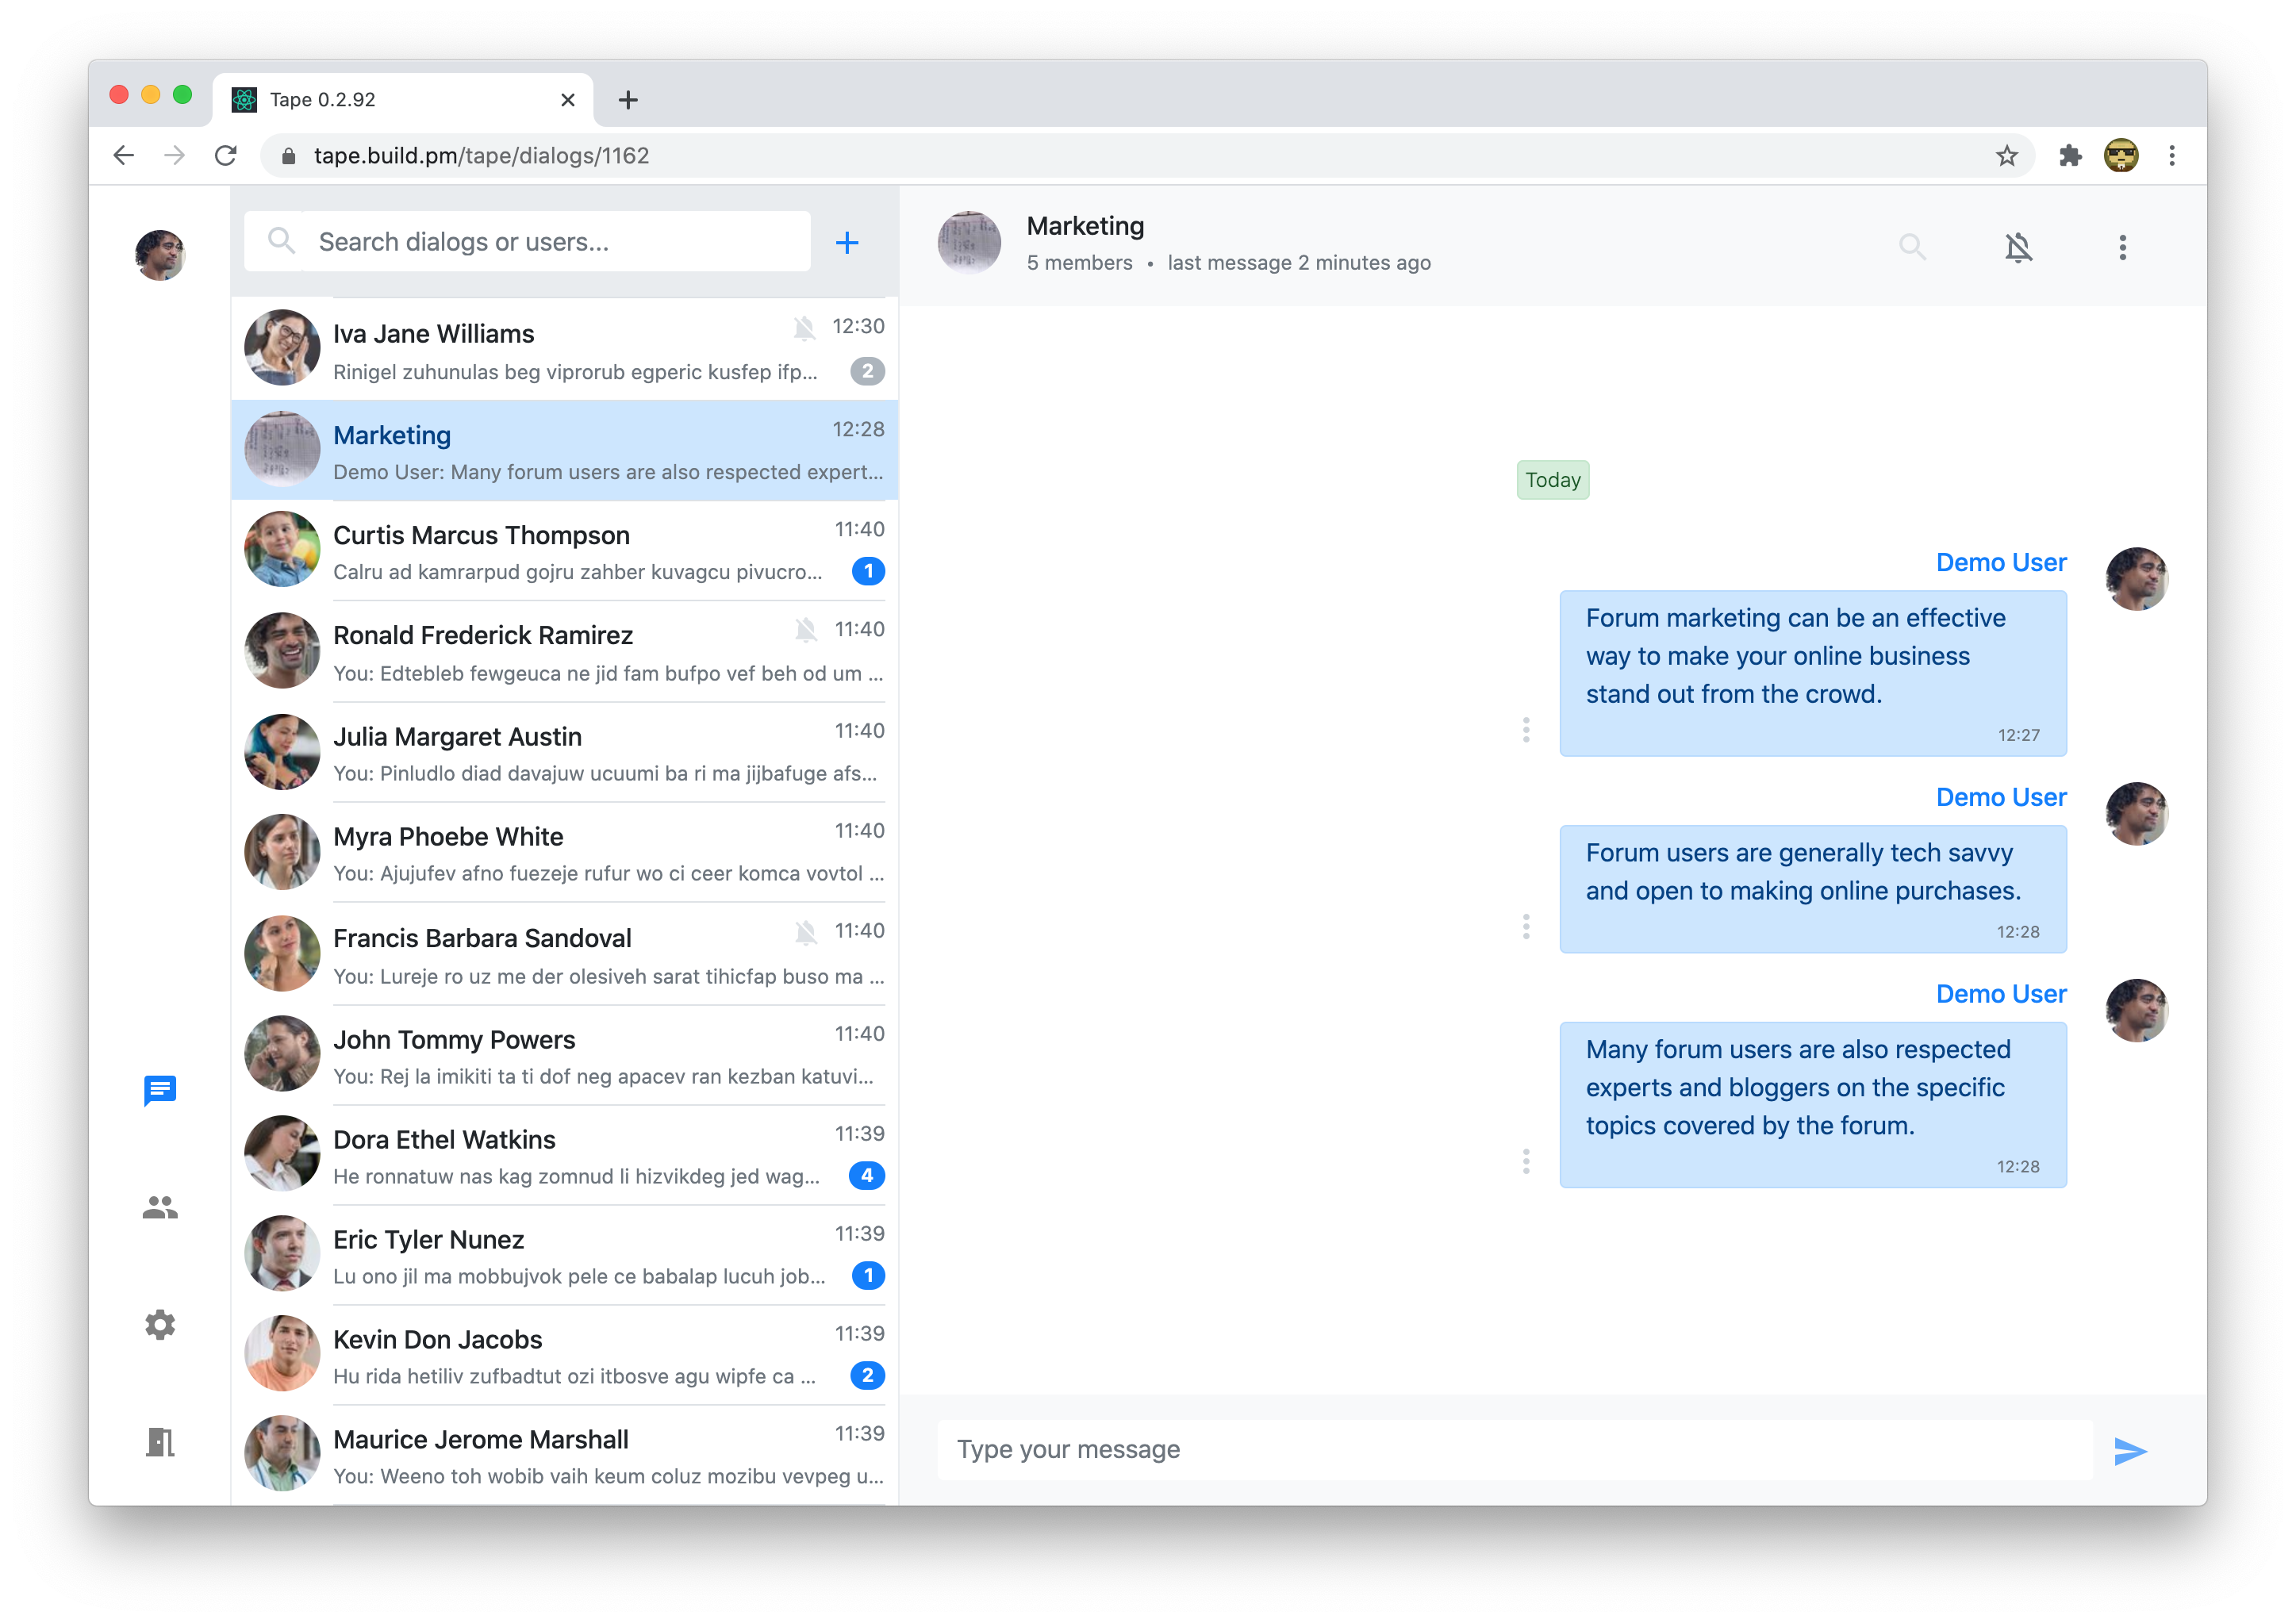 Tape 0.2.92
tape.build.pm/tape/dialogs/1162
Search dialogs or users...
Iva Jane Williams
12:30
Rinigel zuhunulas beg viprorub egperic kusfep ifp...
2
Marketing
12:28
Demo User: Many forum users are also respected expert...
Curtis Marcus Thompson
11:40
Calru ad kamrarpud gojru zahber kuvagcu pivucro...
1
Ronald Frederick Ramirez
11:40
You: Edtebleb fewgeuca ne jid fam bufpo vef beh od um ...
Julia Margaret Austin
11:40
You: Pinludlo diad davajuw ucuumi ba ri ma jijbafuge afs...
Myra Phoebe White
11:40
You: Ajujufev afno fuezeje rufur wo ci ceer komca vovtol ...
Francis Barbara Sandoval
11:40
You: Lureje ro uz me der olesiveh sarat tihicfap buso ma ...
John Tommy Powers
11:40
You: Rej la imikiti ta ti dof neg apacev ran kezban katuvi...
Dora Ethel Watkins
11:39
He ronnatuw nas kag zomnud li hizvikdeg jed wag...
4
Eric Tyler Nunez
11:39
Lu ono jil ma mobbujvok pele ce babalap lucuh job...
1
Kevin Don Jacobs
11:39
Hu rida hetiliv zufbadtut ozi itbosve agu wipfe ca ...
2
Maurice Jerome Marshall
11:39
You: Weeno toh wobib vaih keum coluz mozibu vevpeg u...
Marketing
5 members • last message 2 minutes ago
Today
Demo User
Forum marketing can be an effective
way to make your online business
stand out from the crowd.
12:27
Demo User
Forum users are generally tech savvy
and open to making online purchases.
12:28
Demo User
Many forum users are also respected
experts and bloggers on the specific
topics covered by the forum.
12:28
Type your message